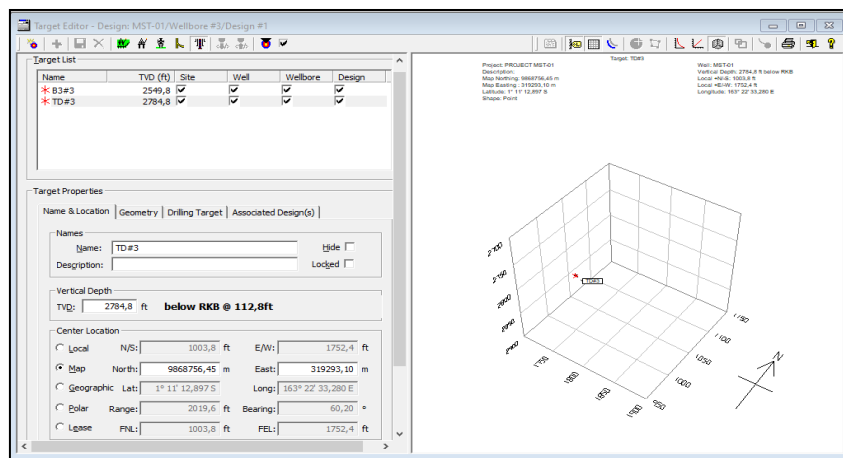 Target Editor - Design: MST-01/Wellbore #3/Design #1
Target List
Name TVD (ft) Site Well Wellbore Design
B3#3 2549,8
TD#3 2784,8
Target Properties
Name & Location Geometry Drilling Target Associated Design(s)
Names
Name: TD#3 Hide
Description: Locked
Vertical Depth
TVD: 2784,8 ft below RKB @ 112,8ft
Center Location
Local N/S: 1003,8 ft E/W: 1752,4 ft
Map North: 9868756,45 m East: 319293,10 m
Geographic Lat: 1° 11' 12,897 S Long: 163° 22' 33,280 E
Polar Range: 2019,6 ft Bearing: 60,20 °
Lease FNL: 1003,8 ft FEL: 1752,4 ft
Target: TD#3
Project: PROJECT MST-01 Well: MST-01
Description: Vertical Depth: 2784,8 ft below RKB
Map Northing: 9868756,45 m Local +N/-S: 1003,8 ft
Map Easting : 319293,10 m Local +E/-W: 1752,4 ft
Latitude: 1° 11' 12,897 S Longitude: 163° 22' 33,280 E
Shape: Point
2700
2750
2800
2850
2900
TD#3
1750
1800
1850
1900
950
1000
1050
1100
1150
N